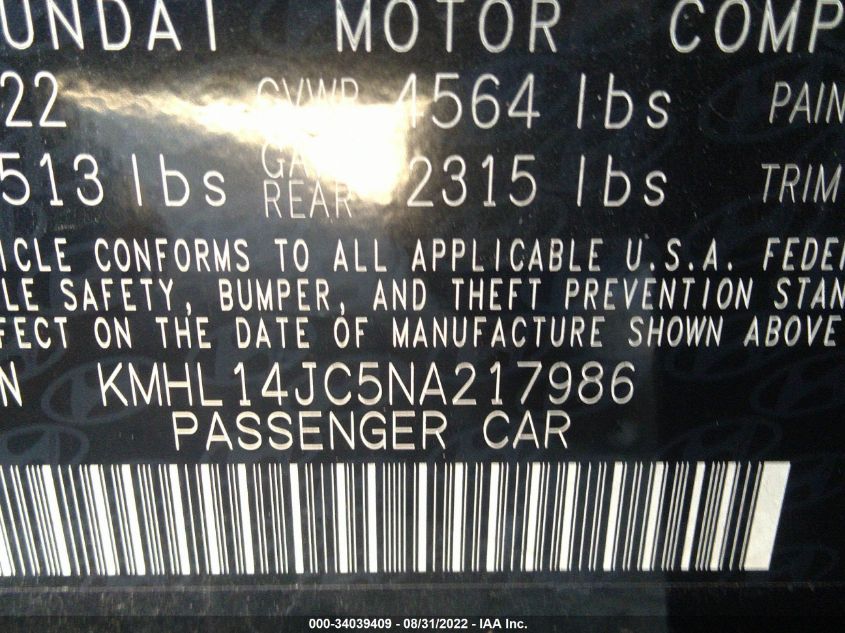 UNDAI MOTOR COMP
22 GVWR 4564 lbs PAIN
513 lbs GA REAR 2315 lbs TRIM
ICLE CONFORMS TO ALL APPLICABLE U.S.A. FEDE
LE SAFETY, BUMPER, AND THEFT PREVENTION STAN
FECT ON THE DATE OF MANUFACTURE SHOWN ABOVE
N KMHL14JC5NA217986
PASSENGER CAR
000-34039409 - 08/31/2022 - IAA Inc.